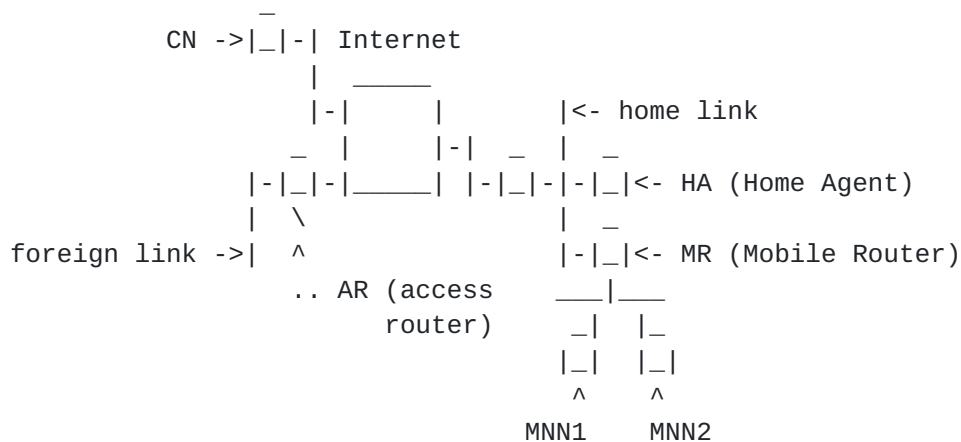 CN -> Internet
<- home link
<- HA (Home Agent)
foreign link -> <- MR (Mobile Router)
.. AR (access
router)
MNN1 MNN2